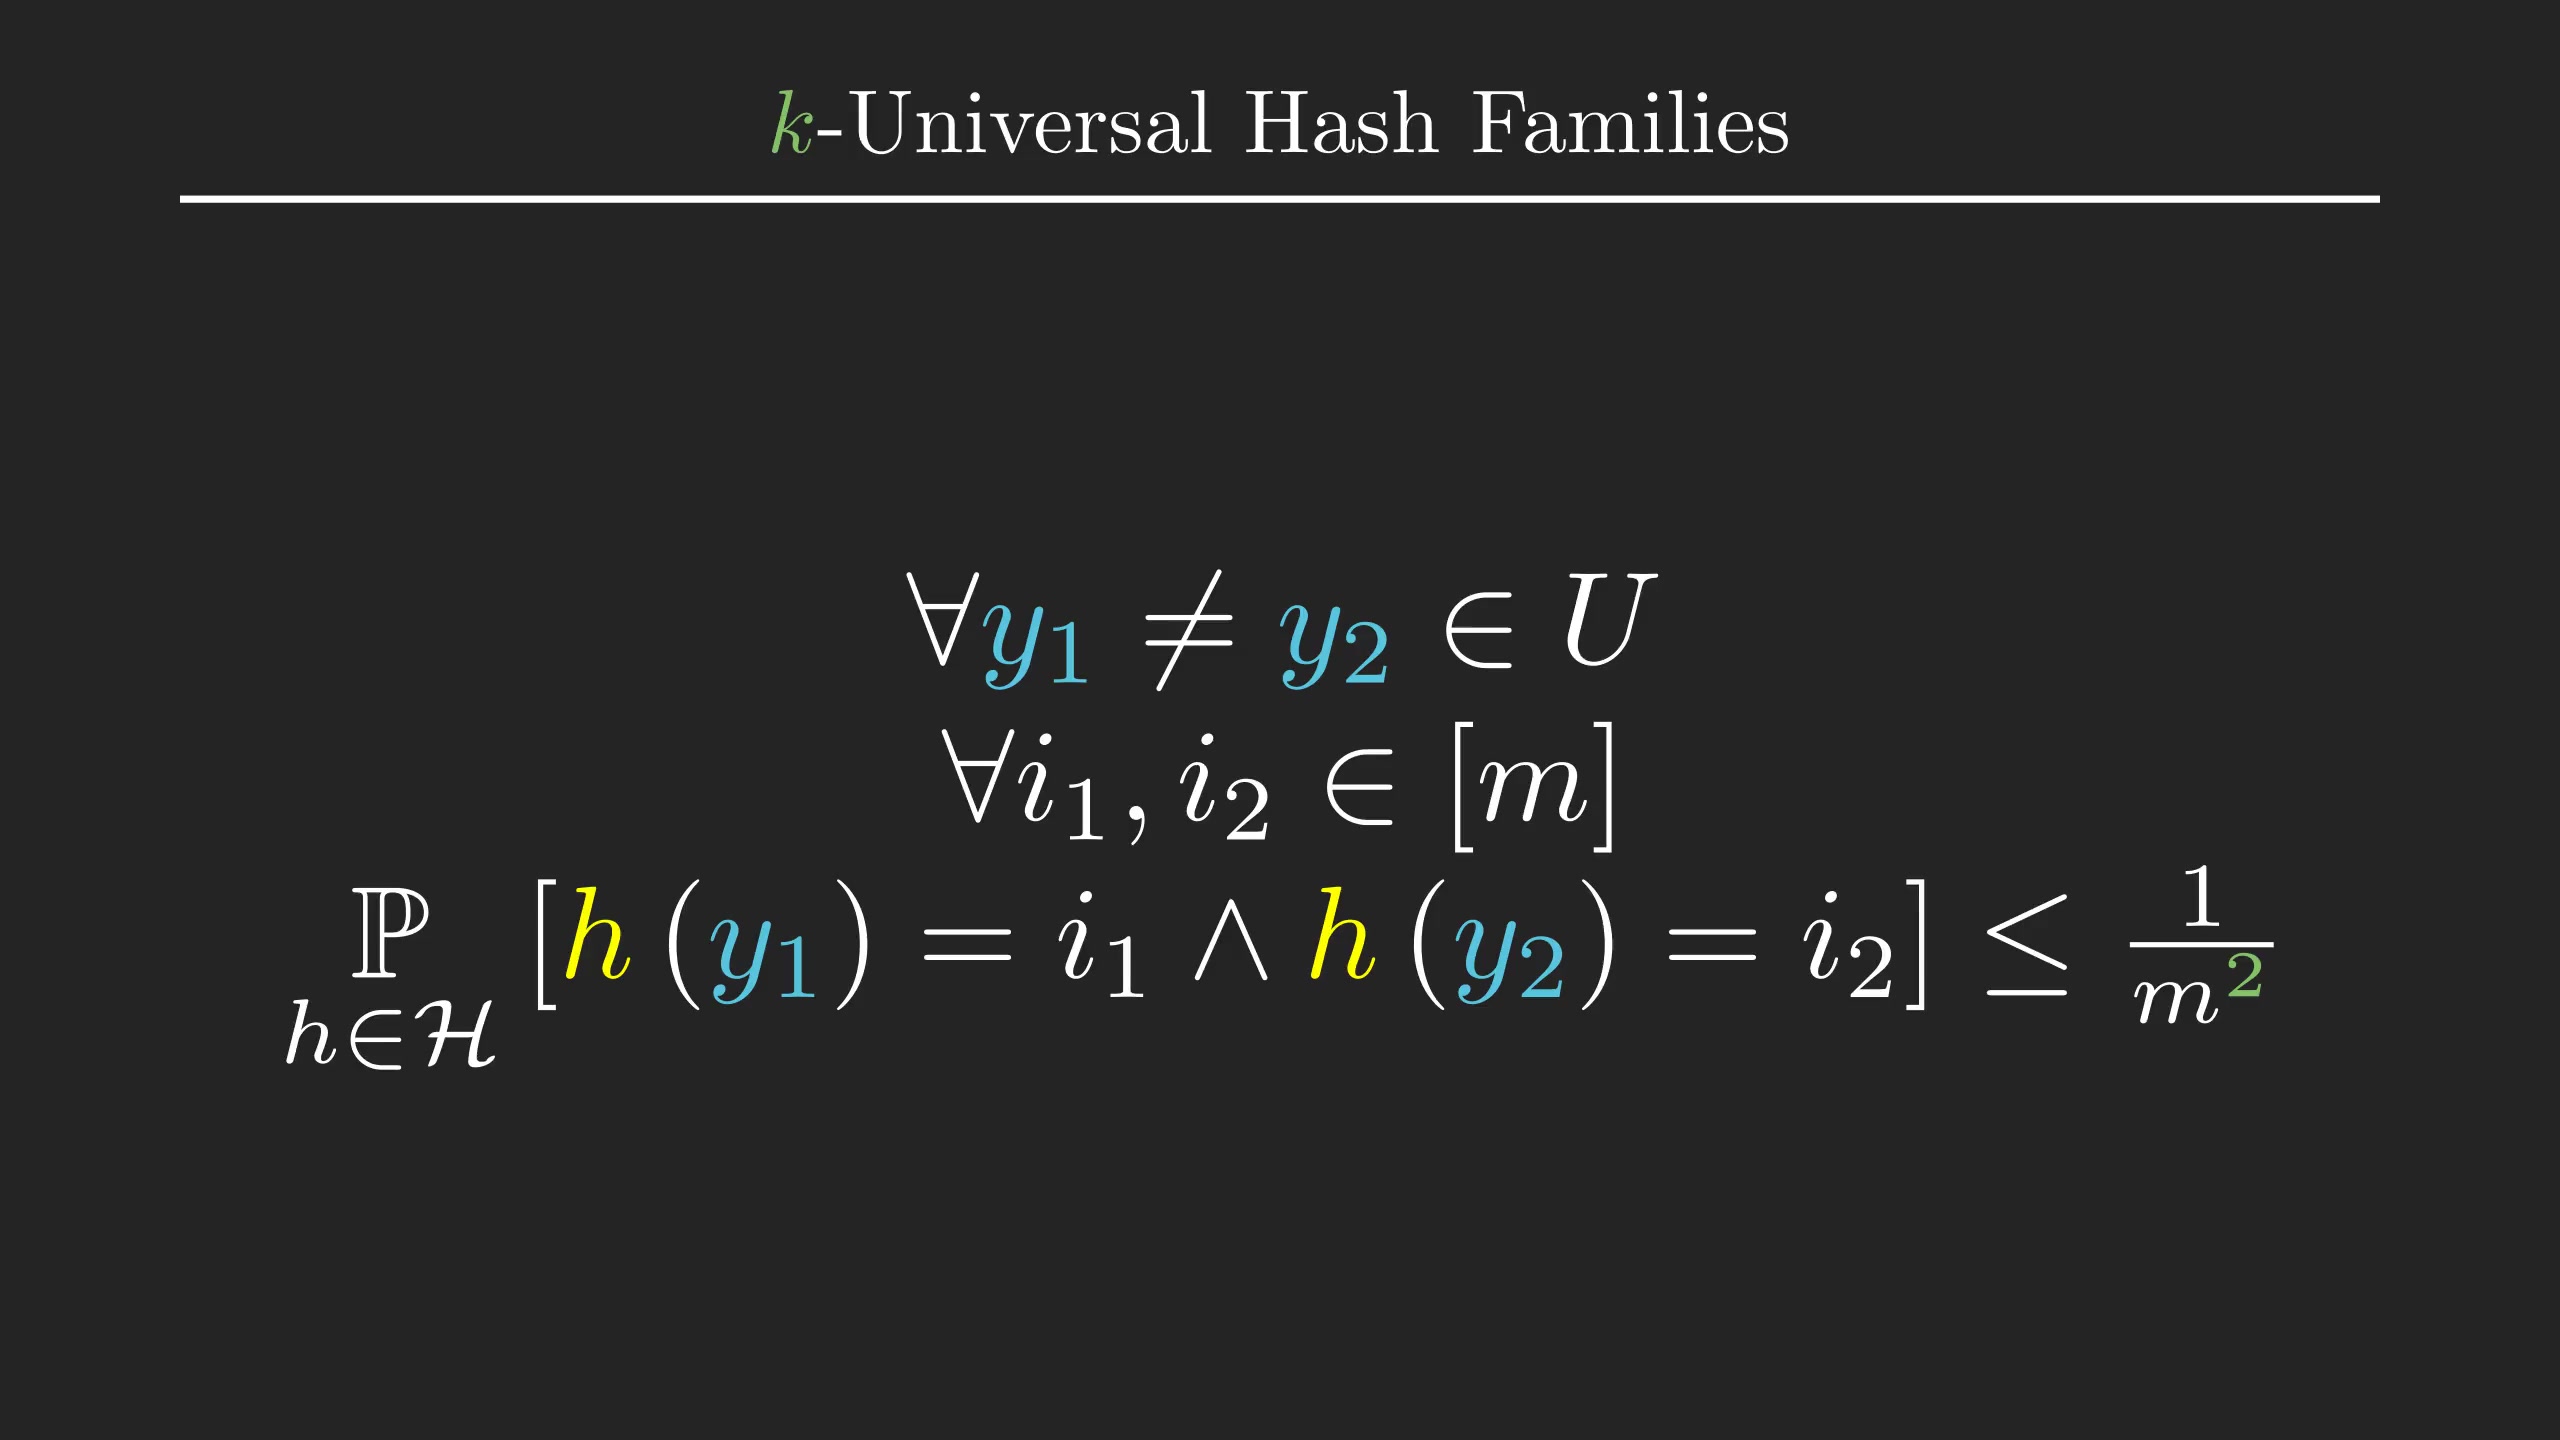 k-Universal Hash Families
∀y₁ ≠ y₂ ∈ U
∀i₁, i₂ ∈ [m]
ℙ_{h∈ℋ} [h (y₁) = i₁ ∧ h (y₂) = i₂] ≤ 1/m²